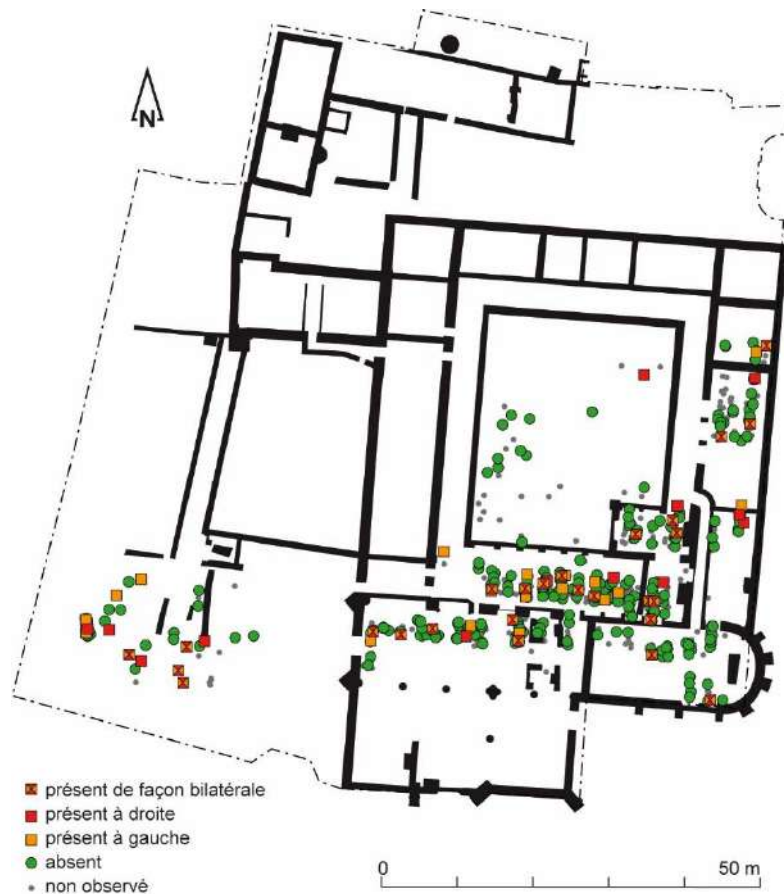 N
présent de façon bilatérale
présent à droite
présent à gauche
absent
non observé
0 50 m